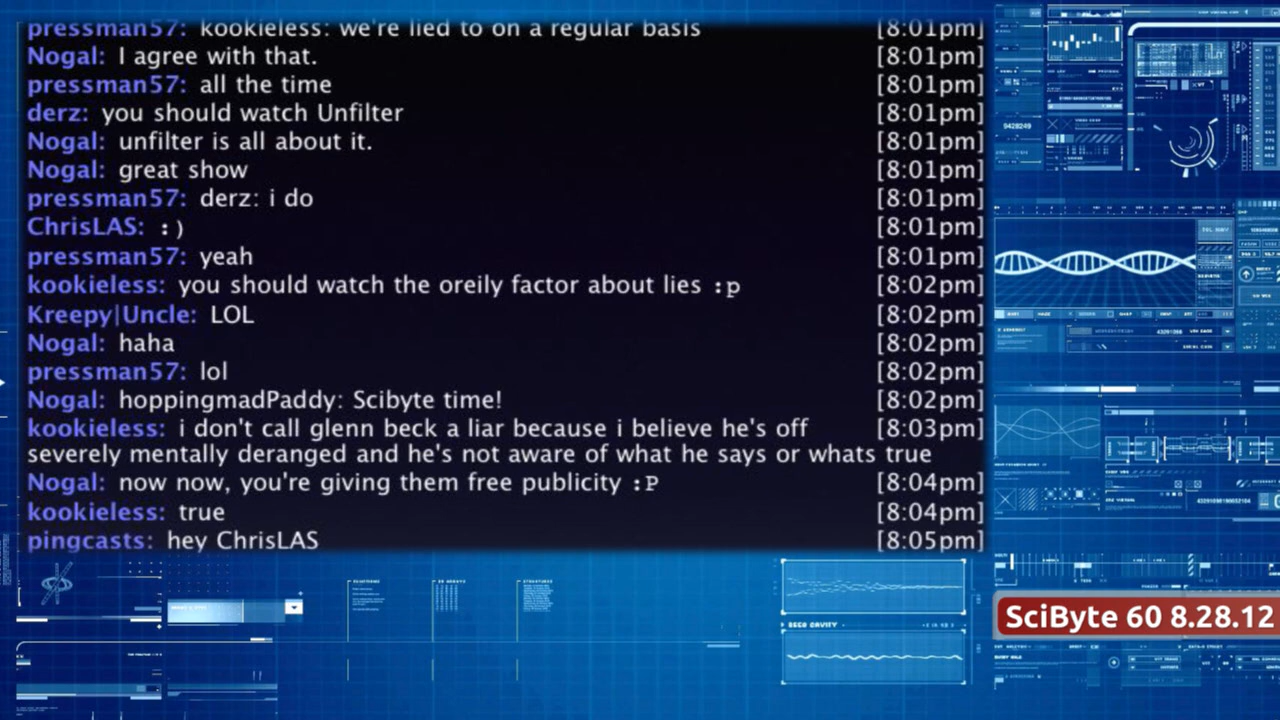 pressman57: kookieless: we're lied to on a regular basis [8:01pm]
Nogal: I agree with that. [8:01pm]
pressman57: all the time [8:01pm]
derz: you should watch Unfilter [8:01pm]
Nogal: unfilter is all about it. [8:01pm]
Nogal: great show [8:01pm]
pressman57: derz: i do [8:01pm]
ChrisLAS: :) [8:01pm]
pressman57: yeah [8:01pm]
kookieless: you should watch the oreily factor about lies :p [8:02pm]
Kreepy|Uncle: LOL [8:02pm]
Nogal: haha [8:02pm]
pressman57: lol [8:02pm]
Nogal: hoppingmadPaddy: Scibyte time! [8:02pm]
kookieless: i don't call glenn beck a liar because i believe he's off [8:03pm]
severely mentally deranged and he's not aware of what he says or whats true
Nogal: now now, you're giving them free publicity :P [8:04pm]
kookieless: true [8:04pm]
pingcasts: hey ChrisLAS [8:05pm]
9428249
SciByte 60 8.28.12